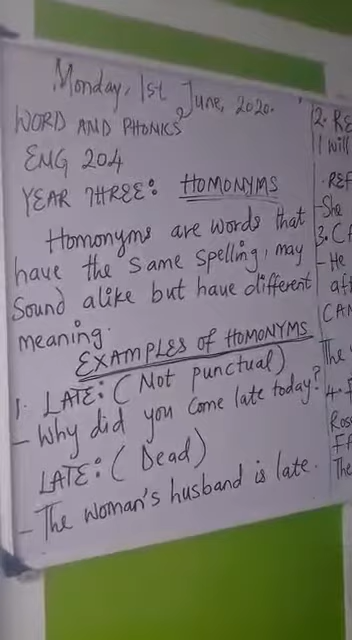 Monday, 1st June, 2020.
WORD AND PHONICS
ENG 204
YEAR THREE: HOMONYMS
Homonyms are words that
have the same spelling, may
Sound alike but have different
meaning.
EXAMPLES OF HOMONYMS
1. LATE: (Not punctual)
- Why did you come late today?
LATE: (Dead)
- The woman's husband is late.
2. RE
I will
REF
- She
3. C
- He
aft
CAN
The
4.
Ros
The